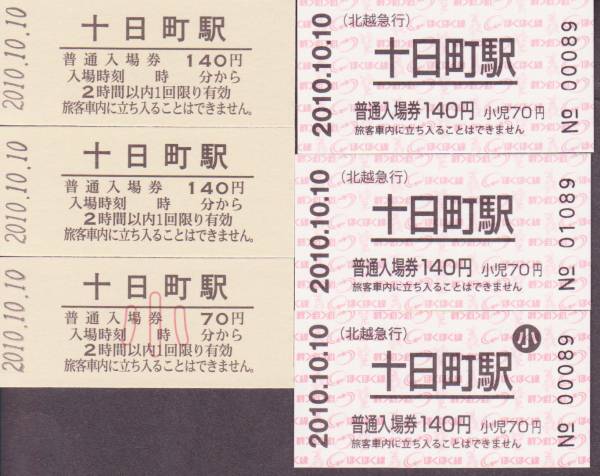 2010.10.10
十日町駅
普通入場券 140円
入場時刻 時 分から
2時間以内1回限り有効
旅客車内に立ち入ることはできません。
2010.10.10
十日町駅
普通入場券 140円
入場時刻 時 分から
2時間以内1回限り有効
旅客車内に立ち入ることはできません。
2010.10.10
十日町駅
小
普通入場券 70円
入場時刻 時 分から
2時間以内1回限り有効
旅客車内に立ち入ることはできません。
2010.10.10
(北越急行)
十日町駅
普通入場券140円 小児70円
旅客車内に立ち入ることはできません
№ 00089
2010.10.10
(北越急行)
十日町駅
普通入場券140円 小児70円
旅客車内に立ち入ることはできません
№ 01089
2010.10.10
(北越急行)
小
十日町駅
普通入場券140円 小児70円
旅客車内に立ち入ることはできません
№ 00089